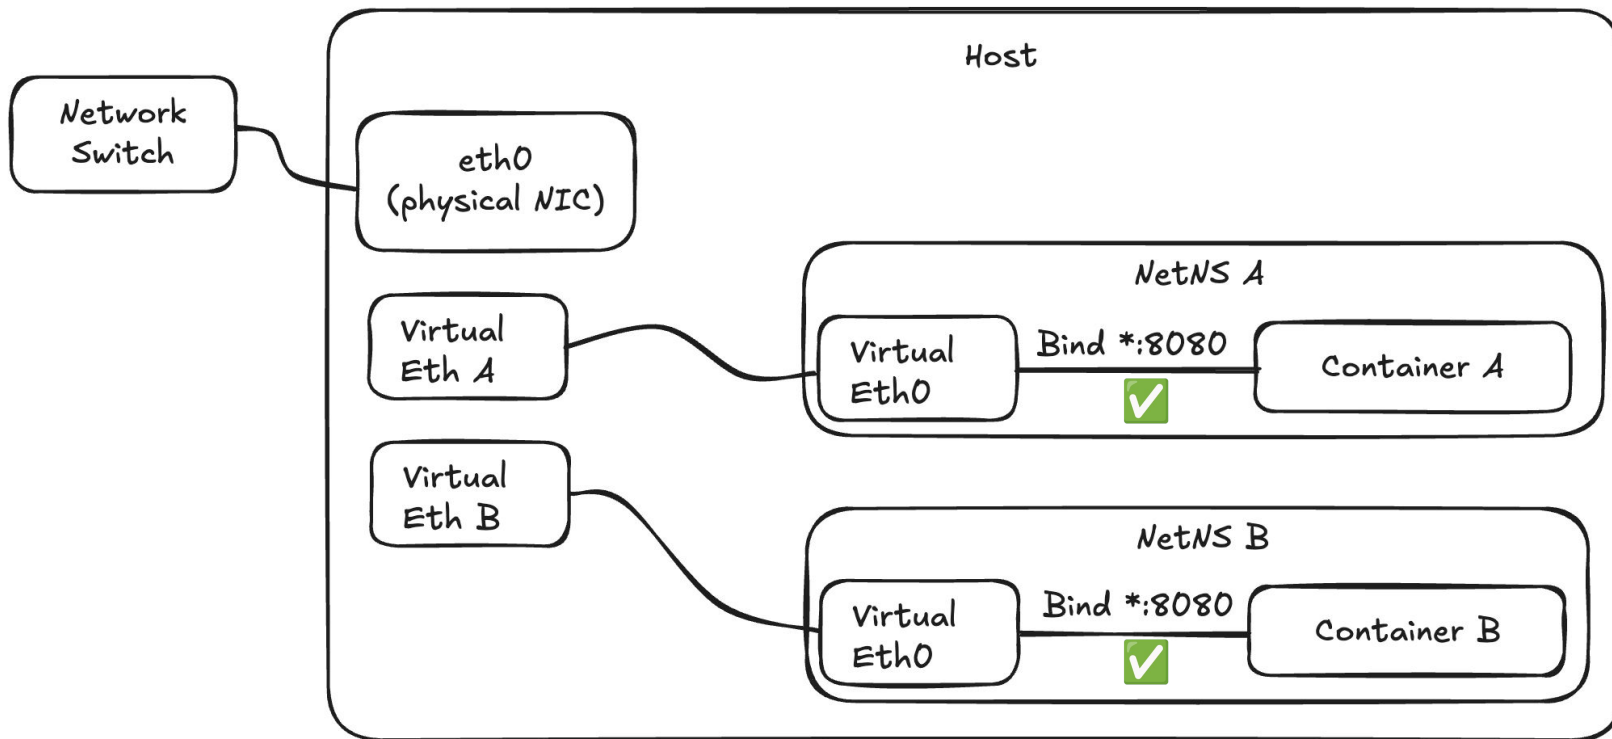 Host
Network
Switch
eth0
(physical NIC)
NetNS A
Virtual
Eth A
Virtual
Eth0
Bind *:8080
Container A
Virtual
Eth B
NetNS B
Virtual
Eth0
Bind *:8080
Container B